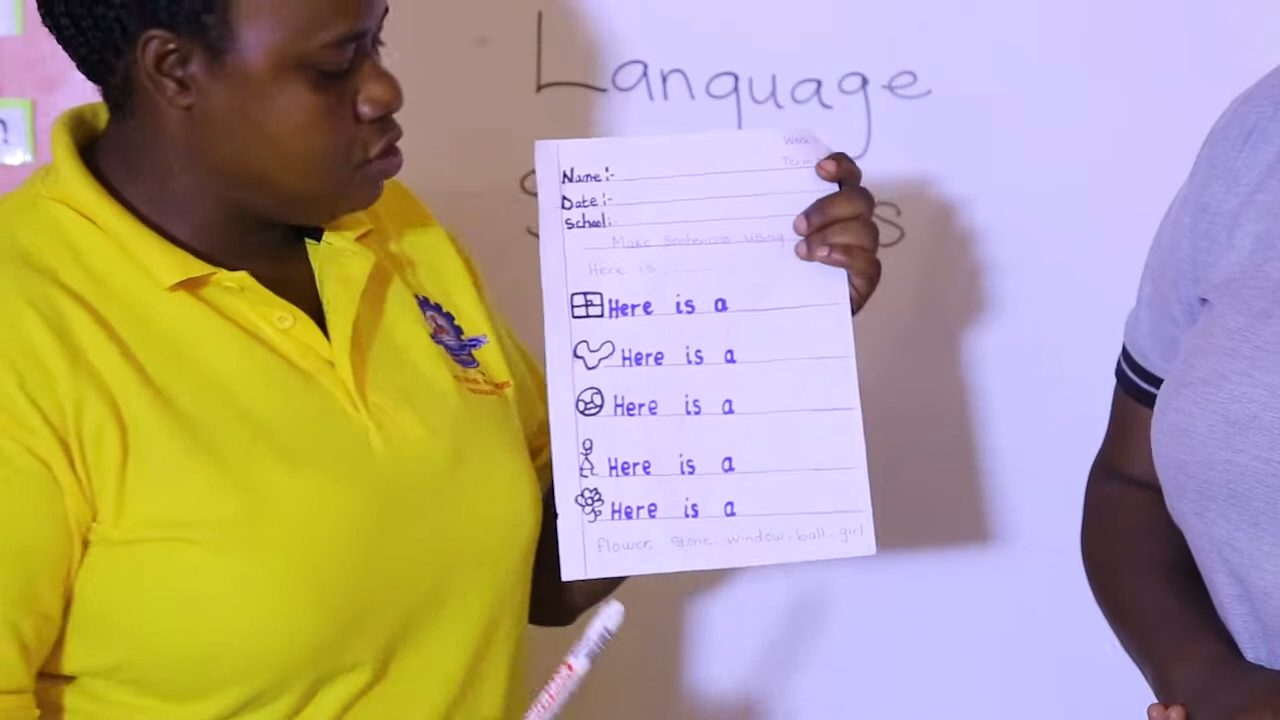 Language
Name:-
Date:-
School:-
Make Sentences using
Here is ......
Here is a
Here is a
Here is a
Here is a
Here is a
flower, stone, window, ball, girl